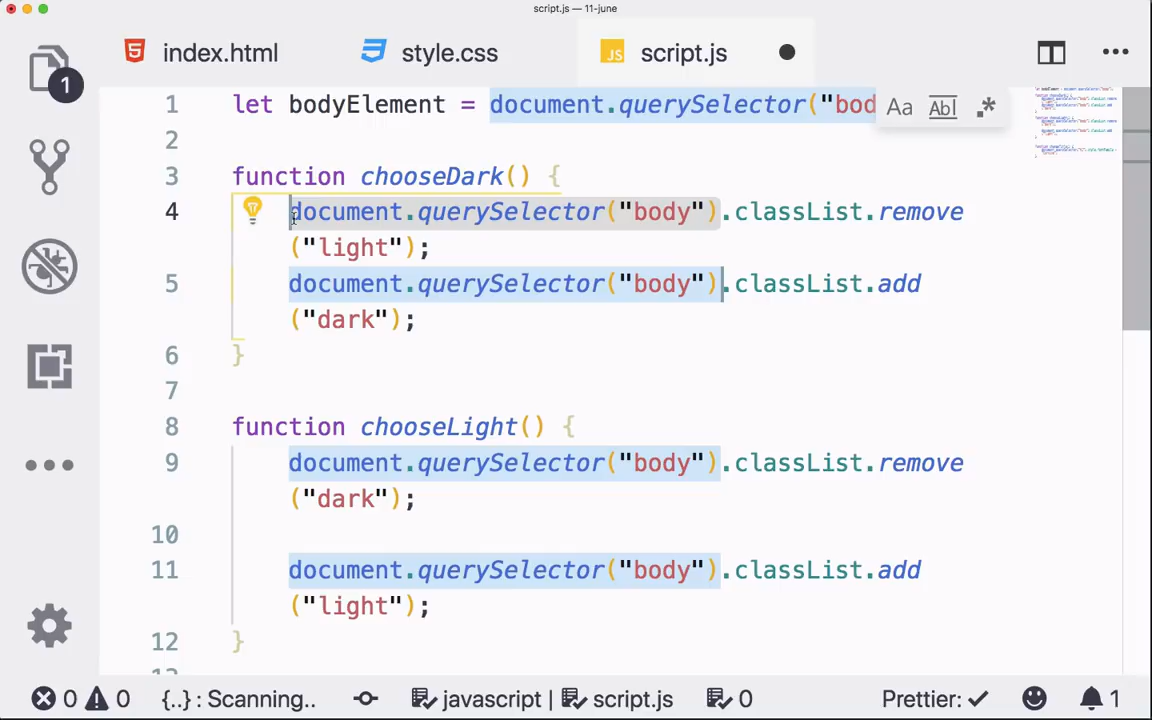 script.js — 11-june
index.html
style.css
JS script.js
1
Aa Abl .*
1 let bodyElement = document.querySelector("bod
2
3 function chooseDark() {
4 document.querySelector("body").classList.remove
("light");
5 document.querySelector("body").classList.add
("dark");
6 }
7
8 function chooseLight() {
9 document.querySelector("body").classList.remove
("dark");
10
11 document.querySelector("body").classList.add
("light");
12 }
0 0 {..} : Scanning.. javascript | script.js 0 Prettier: ✓ 1